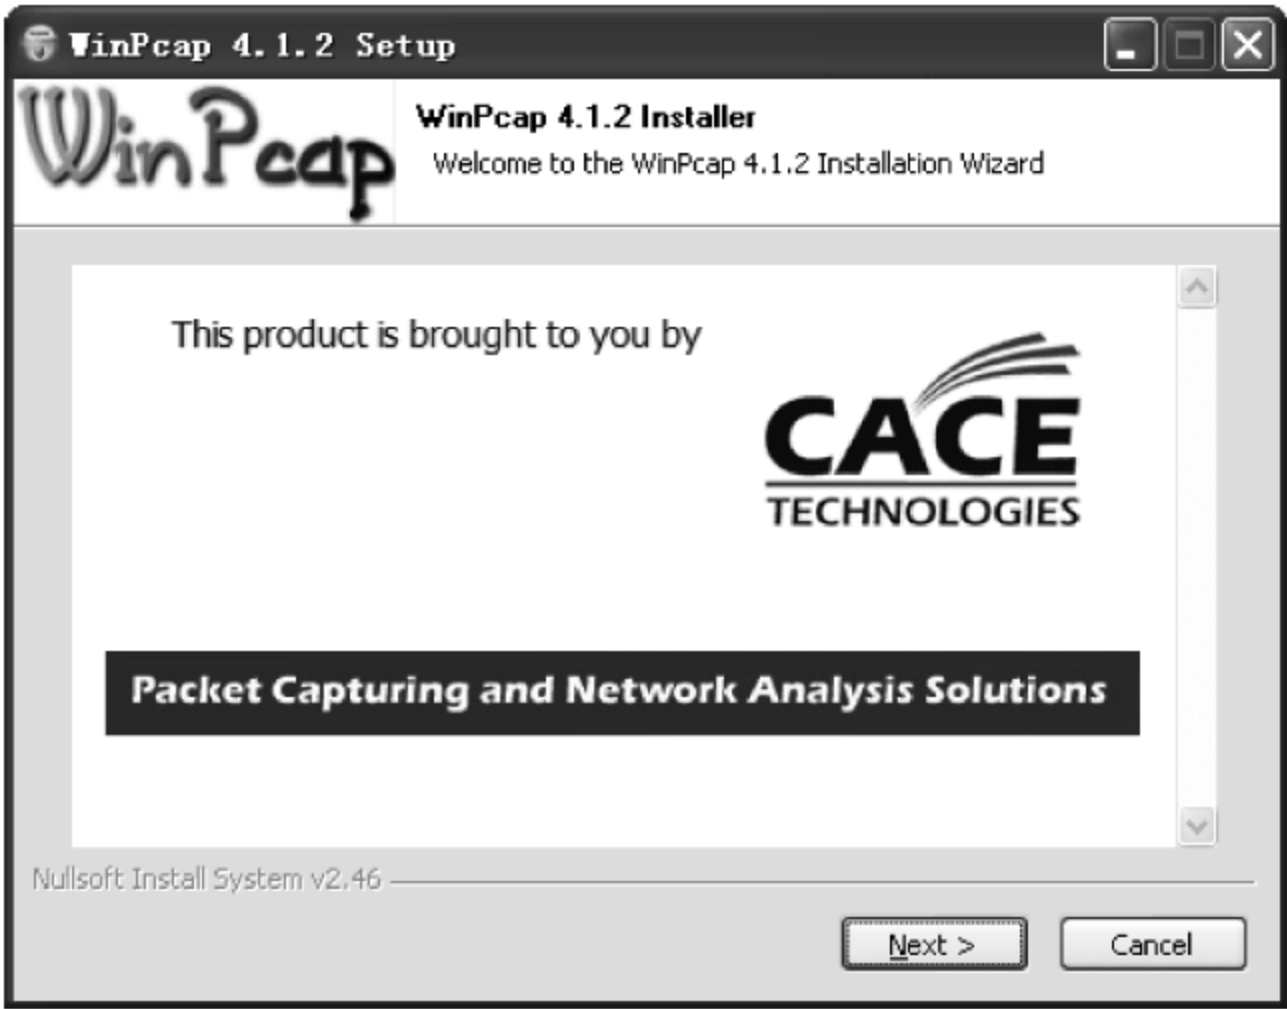 WinPcap 4.1.2 Setup
WinPcap
WinPcap 4.1.2 Installer
Welcome to the WinPcap 4.1.2 Installation Wizard
This product is brought to you by
CACE
TECHNOLOGIES
Packet Capturing and Network Analysis Solutions
Nullsoft Install System v2.46
Next >
Cancel